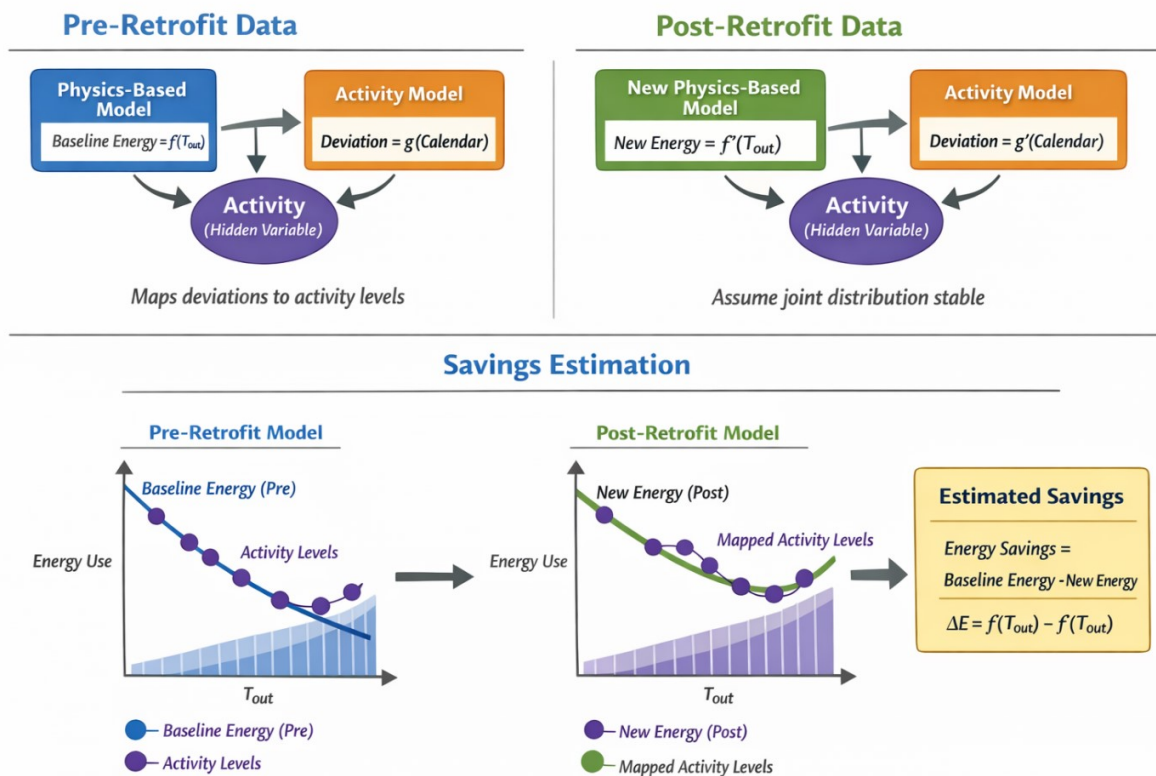 Pre-Retrofit Data
Physics-Based
Model
Baseline Energy = f(Tout)
Activity Model
Deviation = g(Calendar)
Activity
(Hidden Variable)
Maps deviations to activity levels
Post-Retrofit Data
New Physics-Based
Model
New Energy = f'(Tout)
Activity Model
Deviation = g'(Calendar)
Activity
(Hidden Variable)
Assume joint distribution stable
Savings Estimation
Pre-Retrofit Model
Baseline Energy (Pre)
Activity Levels
Energy Use
Tout
Baseline Energy (Pre)
Activity Levels
Post-Retrofit Model
New Energy (Post)
Mapped Activity Levels
Energy Use
Tout
New Energy (Post)
Mapped Activity Levels
Estimated Savings
Energy Savings =
Baseline Energy - New Energy
ΔE = f(Tout) – f(Tout)